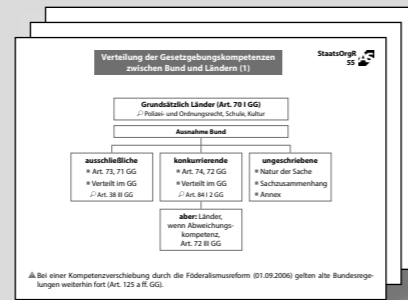 Verteilung der Gesetzgebungskompetenzen
zwischen Bund und Ländern (1)
StaatsOrgR
55
AS
Grundsätzlich Länder (Art. 70 I GG)
Polizei- und Ordnungsrecht, Schule, Kultur
Ausnahme Bund
ausschließliche
Art. 73, 71 GG
Verteilt im GG
Art. 38 III GG
konkurrierende
Art. 74, 72 GG
Verteilt im GG
Art. 84 I 2 GG
ungeschriebene
Natur der Sache
Sachzusammenhang
Annex
aber: Länder,
wenn Abweichungs-
kompetenz,
Art. 72 III GG
Bei einer Kompetenzverschiebung durch die Föderalismusreform (01.09.2006) gelten alte Bundesrege-
lungen weiterhin fort (Art. 125 a ff. GG).